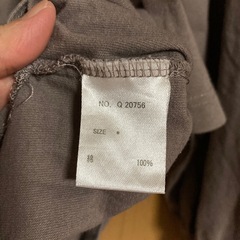 NO. Q 20756
SIZE *
綿 100%